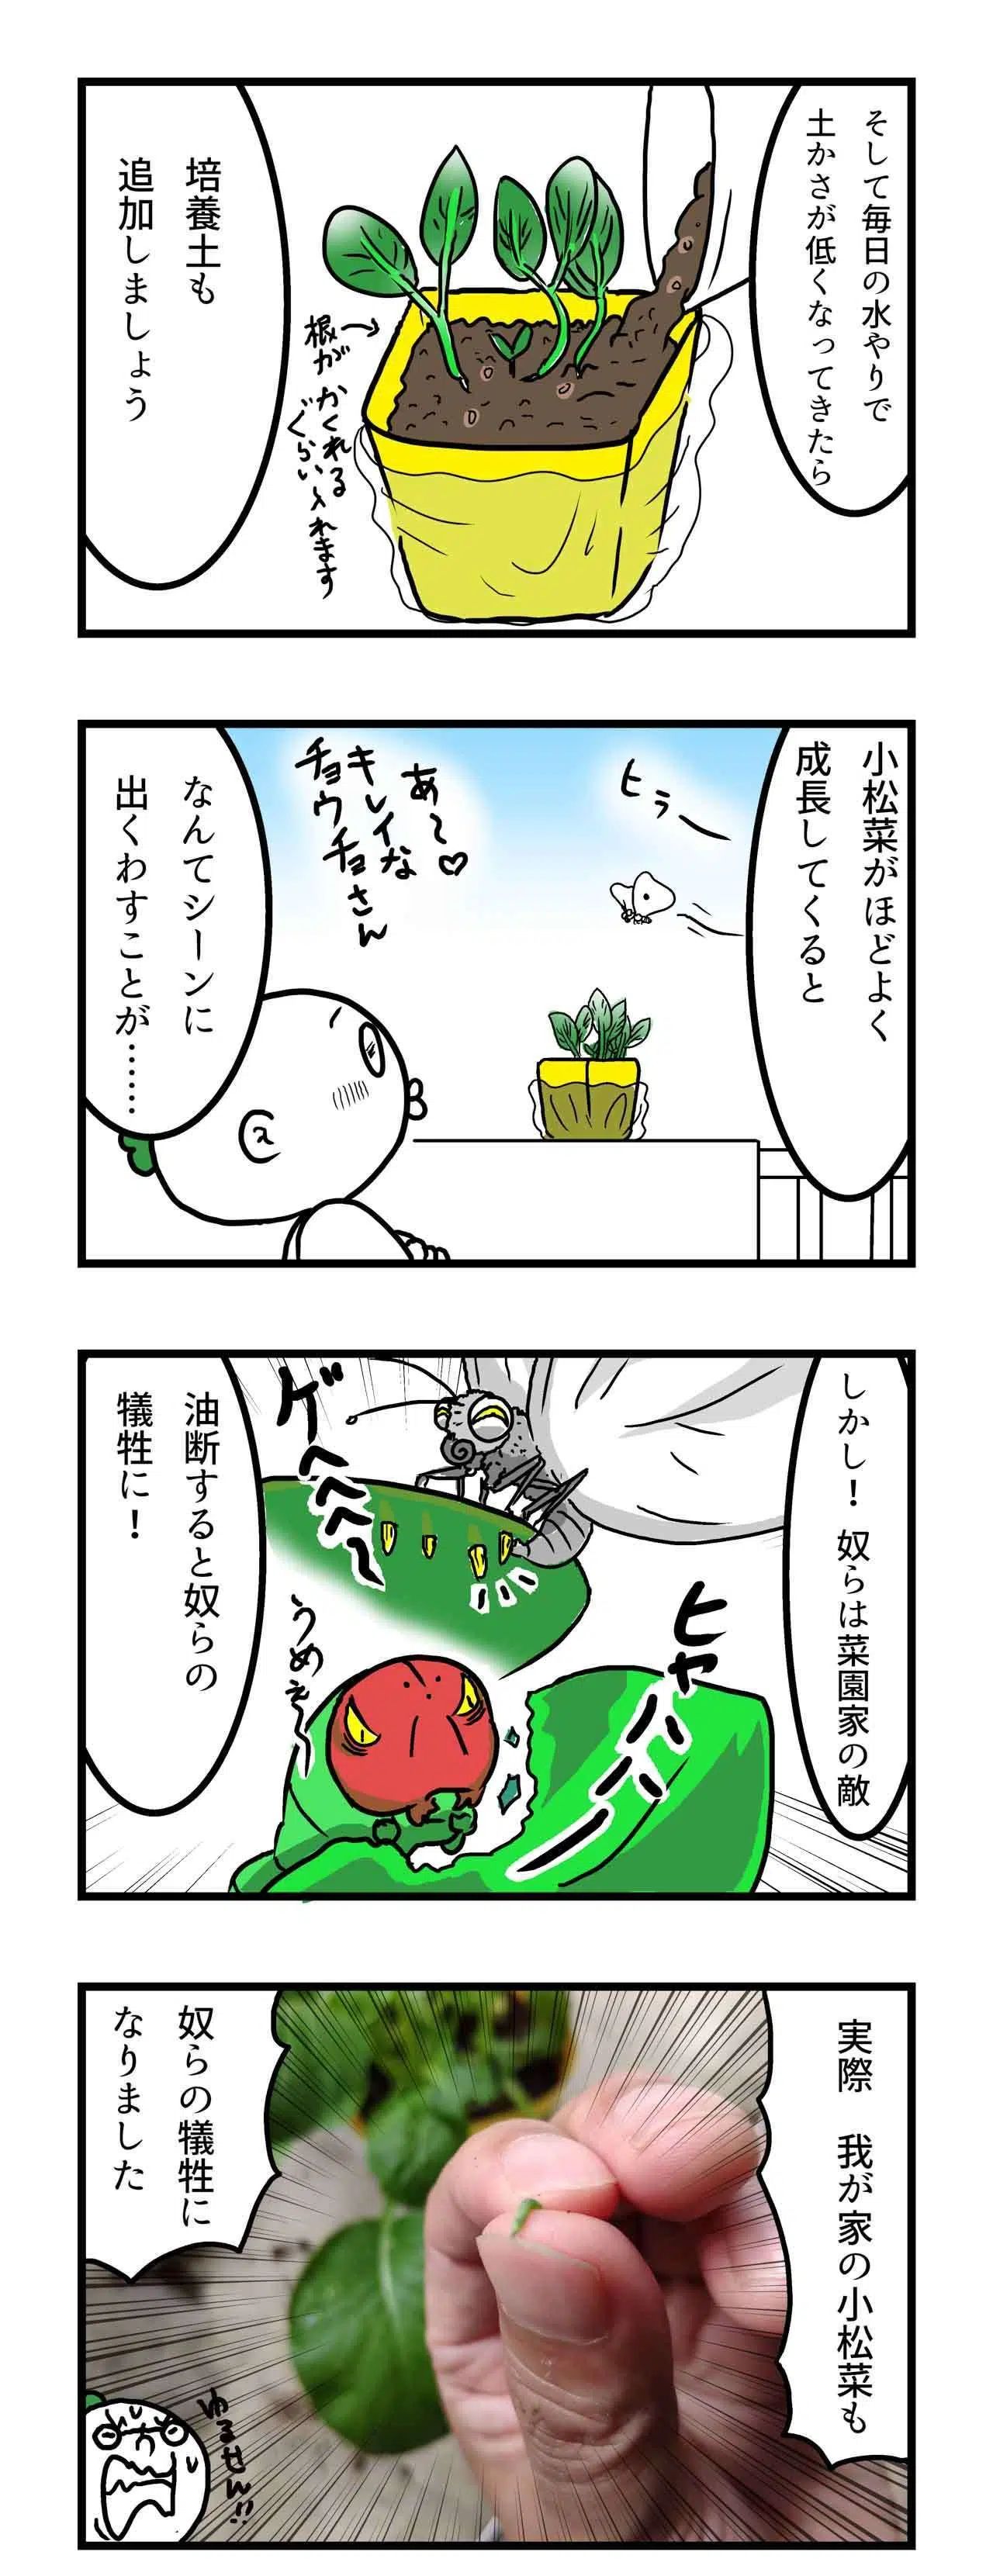 そして毎日の水やりで
土かさが低くなってきたら
根が
かくれる
ぐらい入れます
培養土も
追加しましょう
小松菜がほどよく
成長してくると
ヒラー
あ〜♡
キレイな
チョウチョさん
なんてシーンに
出くわすことが……
しかし！ 奴らは菜園家の敵
ゲヘヘヘヘ〜
ヒャハハー
うめぇ〜
油断すると奴らの
犠牲に！
実際 我が家の小松菜も
奴らの犠牲に
なりました
ゆるせん!!